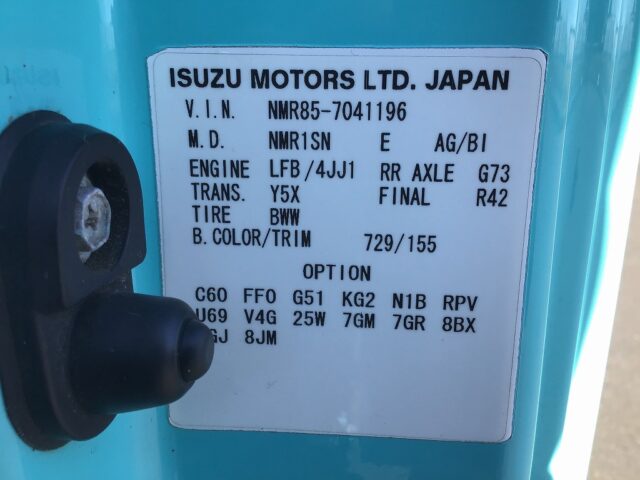 ISUZU MOTORS LTD. JAPAN
V.I.N. NMR85-7041196
M.D. NMR1SN E AG/BI
ENGINE LFB/4JJ1 RR AXLE G73
TRANS. Y5X FINAL R42
TIRE BWW
B.COLOR/TRIM 729/155
OPTION
C60 FF0 G51 KG2 N1B RPV
U69 V4G 25W 7GM 7GR 8BX
8JM